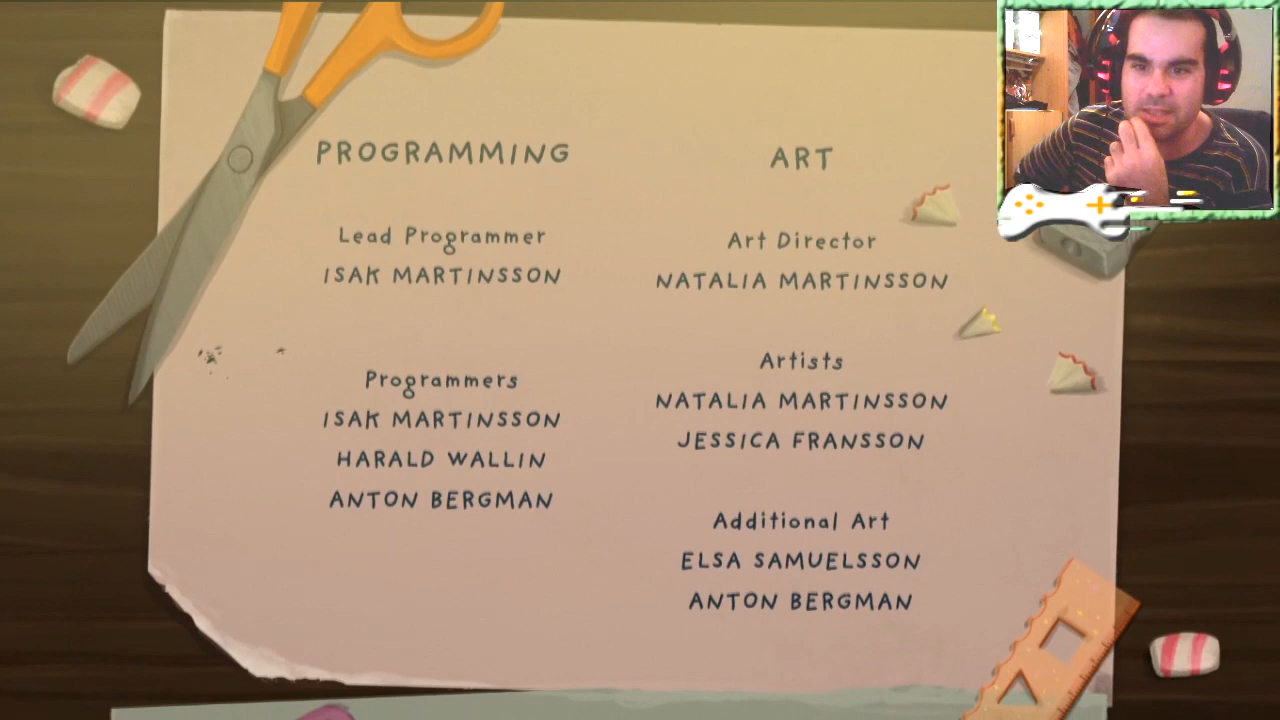 PROGRAMMING
Lead Programmer
ISAK MARTINSSON
Programmers
ISAK MARTINSSON
HARALD WALLIN
ANTON BERGMAN
ART
Art Director
NATALIA MARTINSSON
Artists
NATALIA MARTINSSON
JESSICA FRANSSON
Additional Art
ELSA SAMUELSSON
ANTON BERGMAN